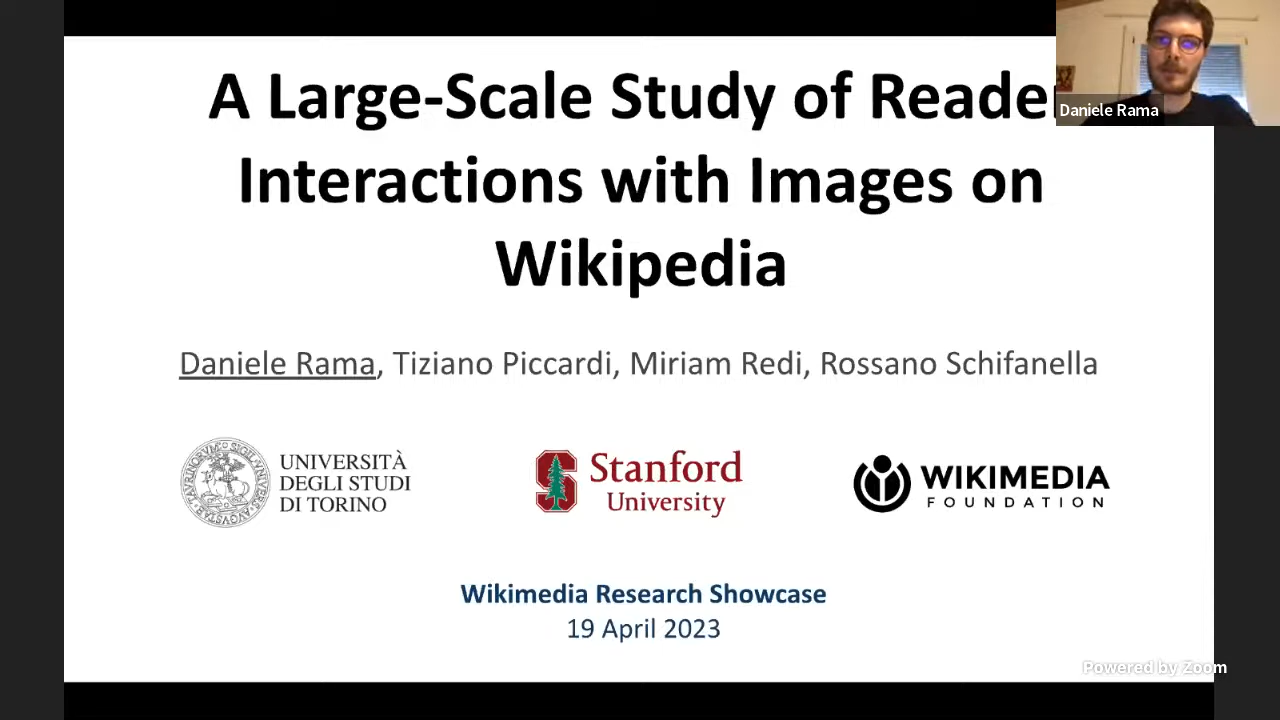 A Large-Scale Study of Reade
Interactions with Images on
Wikipedia
Daniele Rama
Daniele Rama, Tiziano Piccardi, Miriam Redi, Rossano Schifanella
UNIVERSITÀ
DEGLI STUDI
DI TORINO
Stanford
University
WIKIMEDIA
FOUNDATION
Wikimedia Research Showcase
19 April 2023
Powered by Zoom